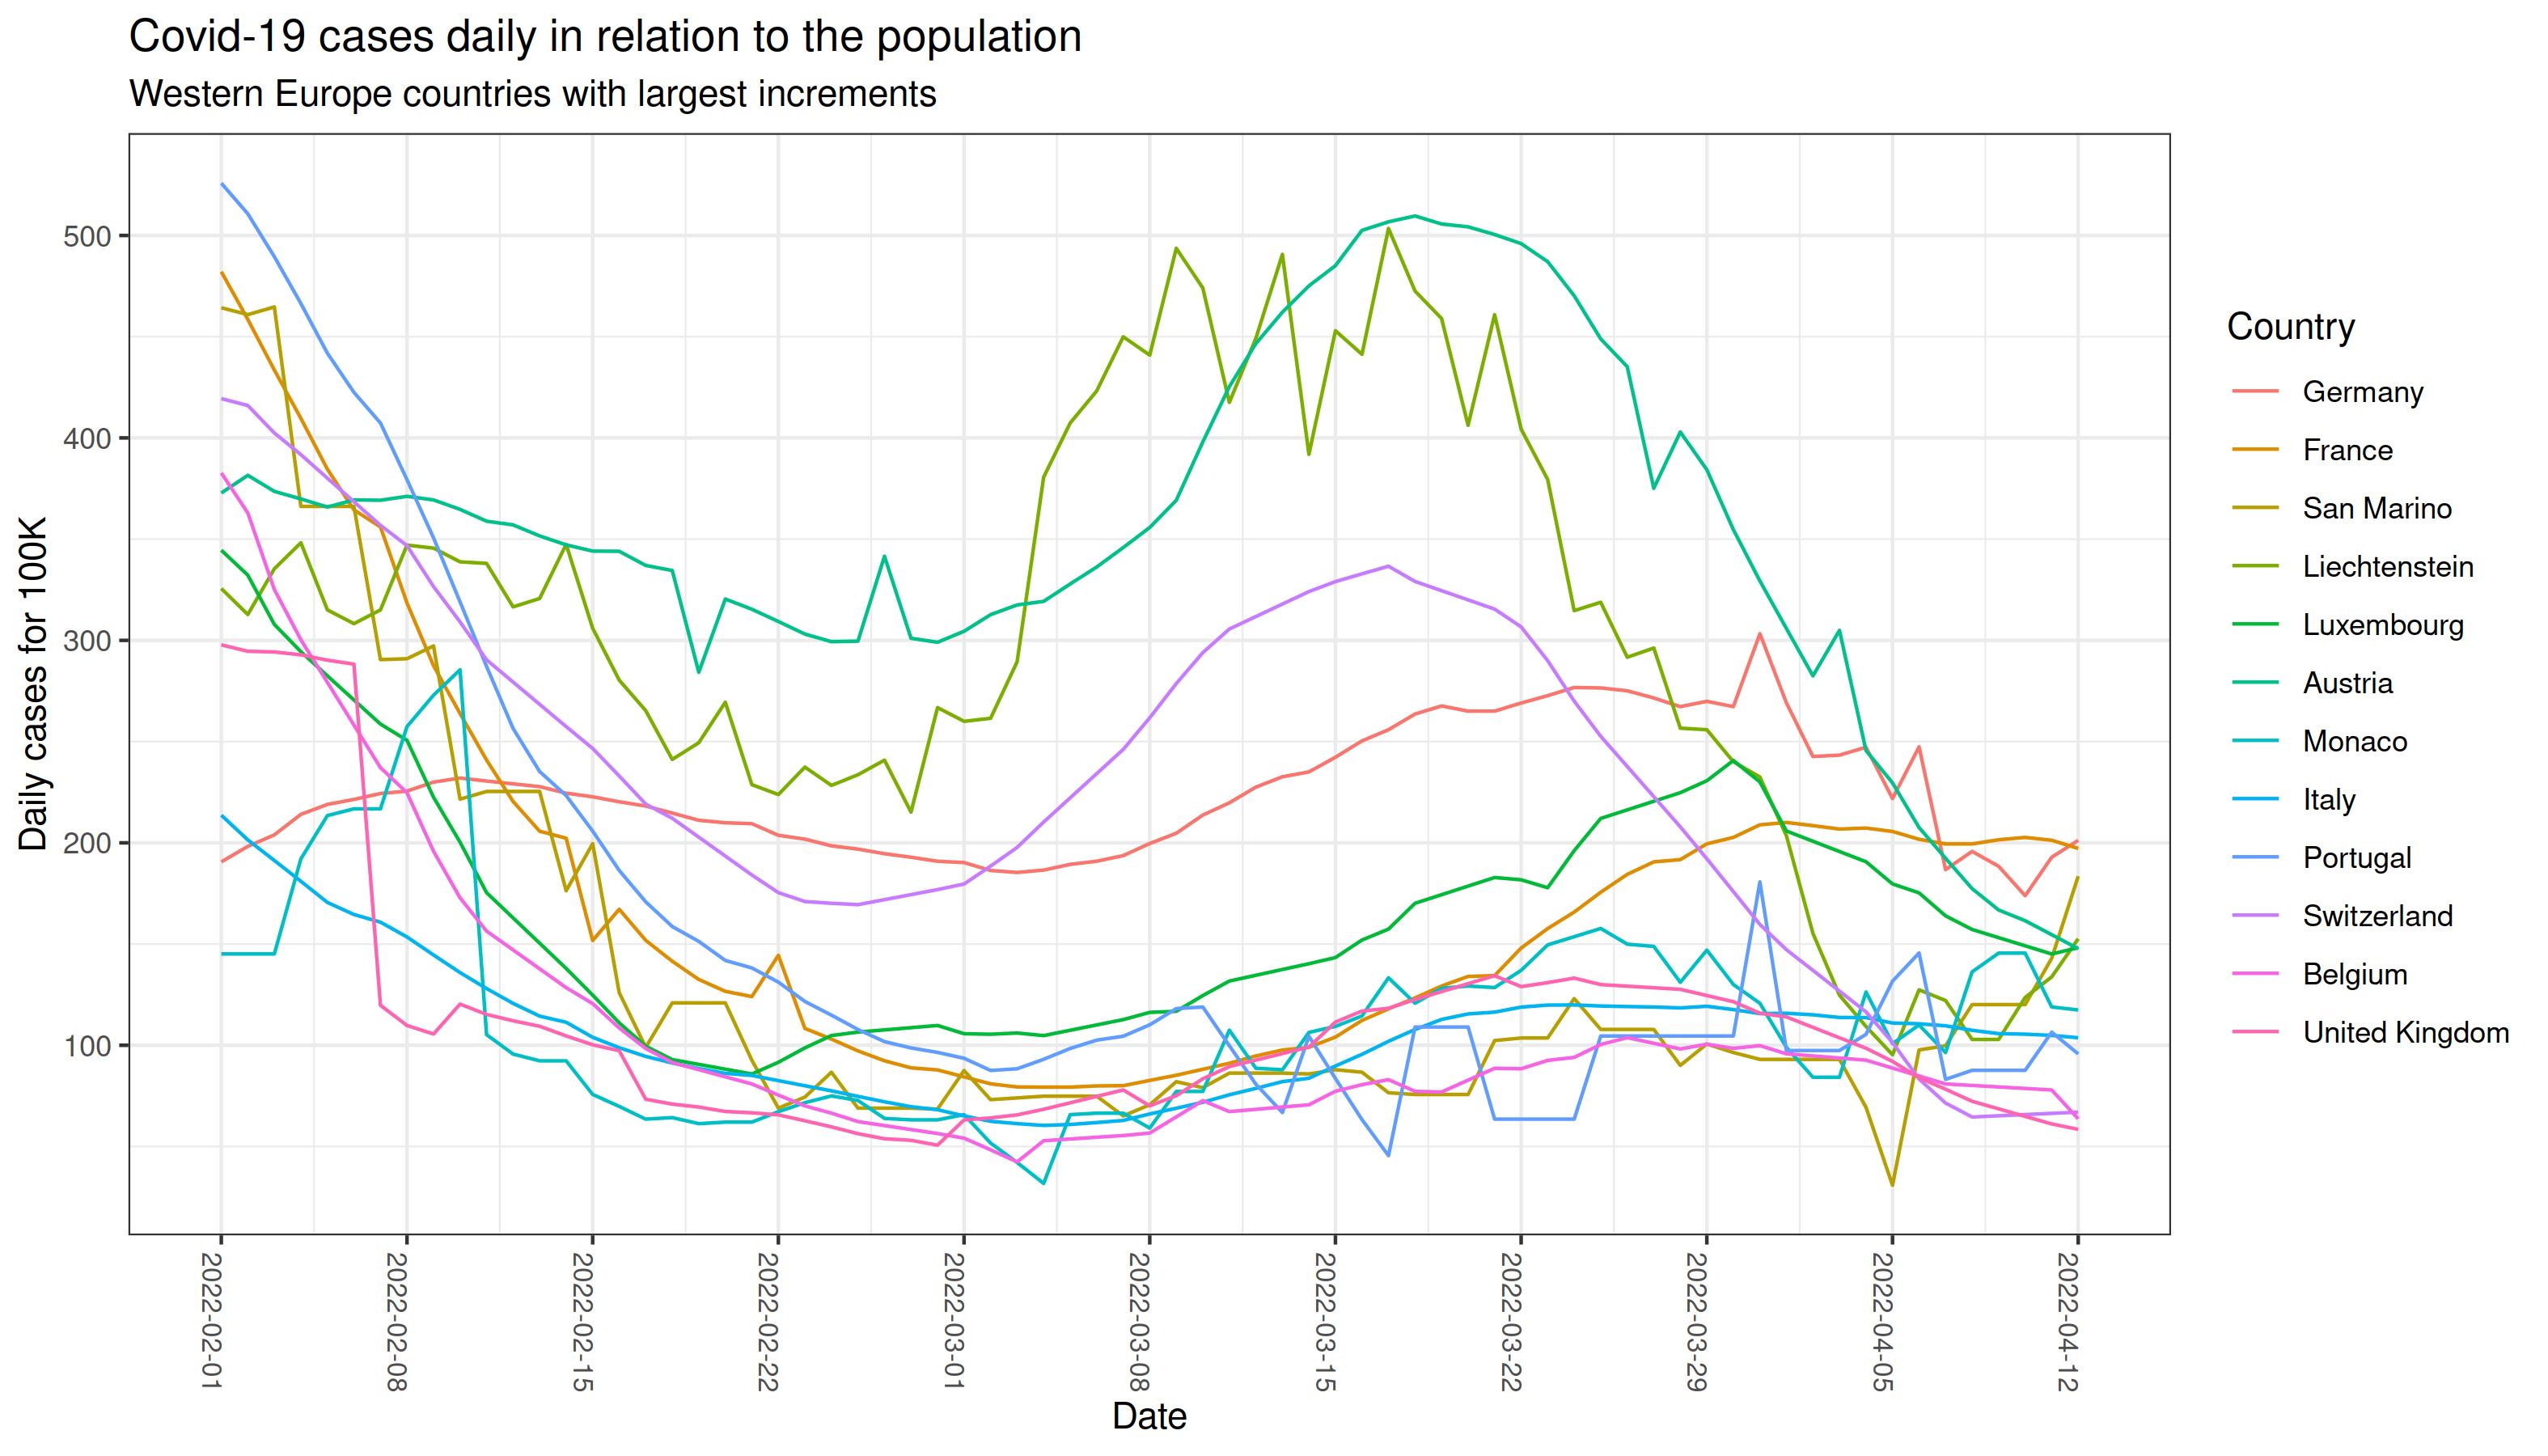 Covid-19 cases daily in relation to the population
Western Europe countries with largest increments
Daily cases for 100K
500
400
300
200
100
2022-02-01
2022-02-08
2022-02-15
2022-02-22
2022-03-01
2022-03-08
2022-03-15
2022-03-22
2022-03-29
2022-04-05
2022-04-12
Date
Country
Germany
France
San Marino
Liechtenstein
Luxembourg
Austria
Monaco
Italy
Portugal
Switzerland
Belgium
United Kingdom